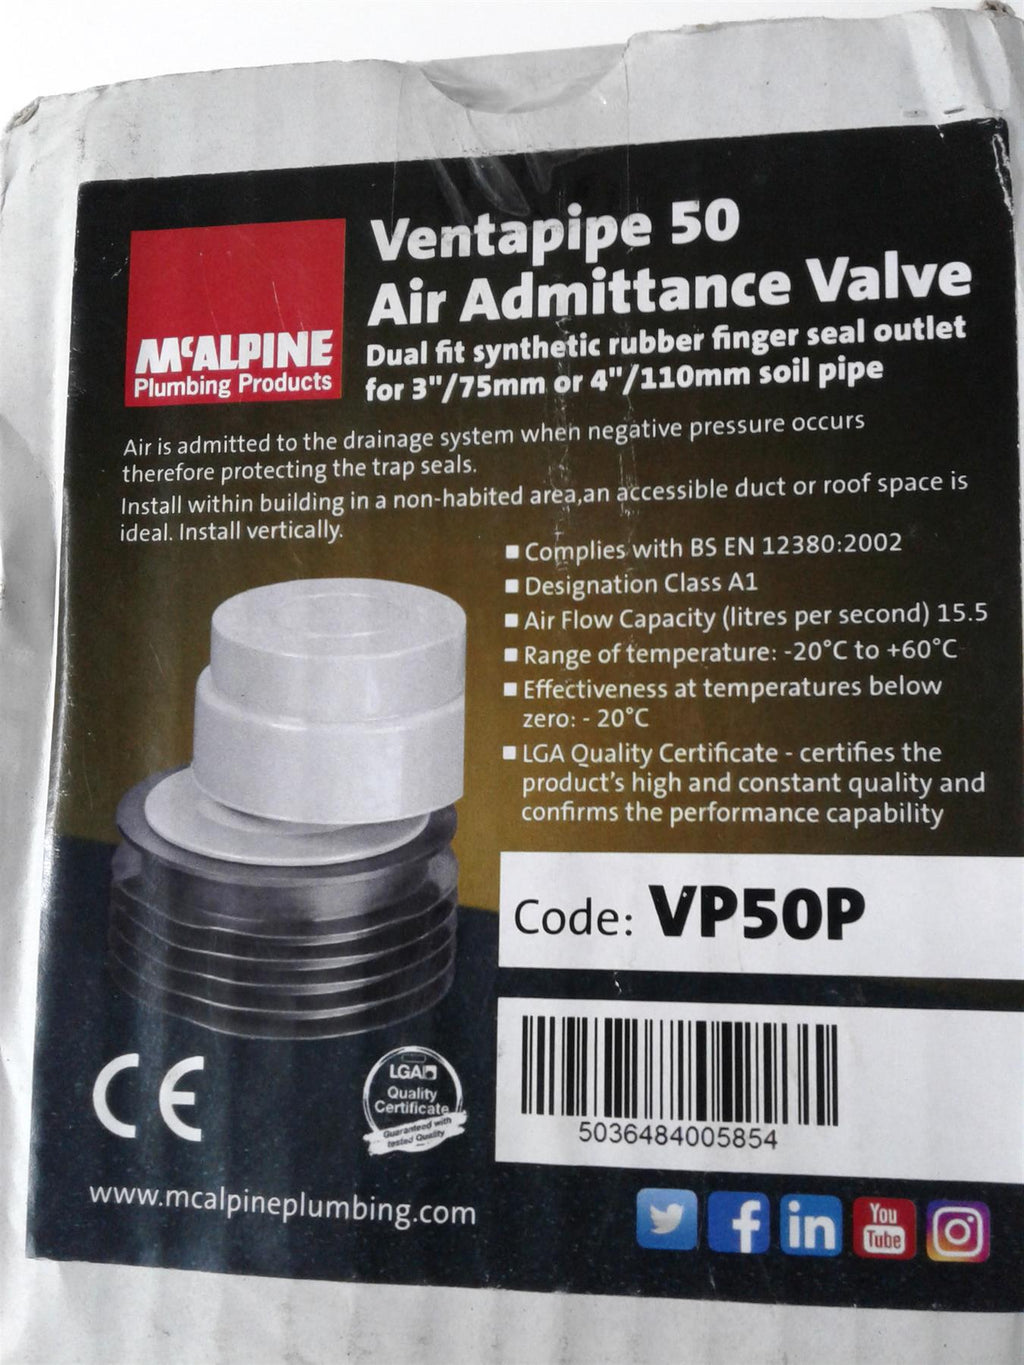 Ventapipe 50
Air Admittance Valve
Dual fit synthetic rubber finger seal outlet
for 3"/75mm or 4"/110mm soil pipe
McALPINE
Plumbing Products
Air is admitted to the drainage system when negative pressure occurs
therefore protecting the trap seals.
Install within building in a non-habited area,an accessible duct or roof space is
ideal. Install vertically.
■ Complies with BS EN 12380:2002
■ Designation Class A1
■ Air Flow Capacity (litres per second) 15.5
■ Range of temperature: -20°C to +60°C
■ Effectiveness at temperatures below
zero: - 20°C
■ LGA Quality Certificate - certifies the
product's high and constant quality and
confirms the performance capability
Code: VP50P
5036484005854
CE
LGA
Quality
Certificate
Guaranteed with
tested Quality
www.mcalpineplumbing.com
f
in
You
Tube